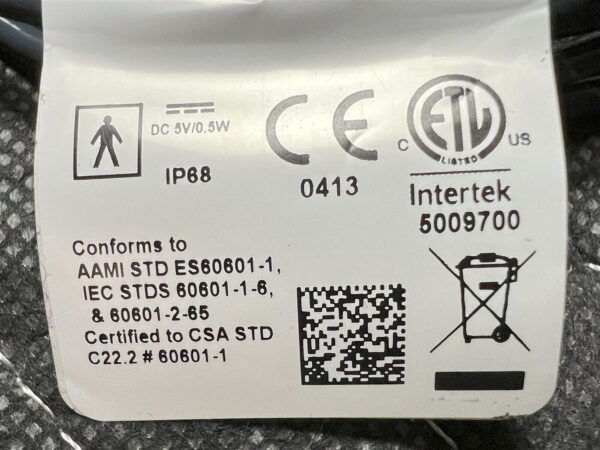 DC 5V/0.5W
IP68
CE
0413
C ETL US
LISTED
Intertek
5009700
Conforms to
AAMI STD ES60601-1,
IEC STDS 60601-1-6,
& 60601-2-65
Certified to CSA STD
C22.2 # 60601-1